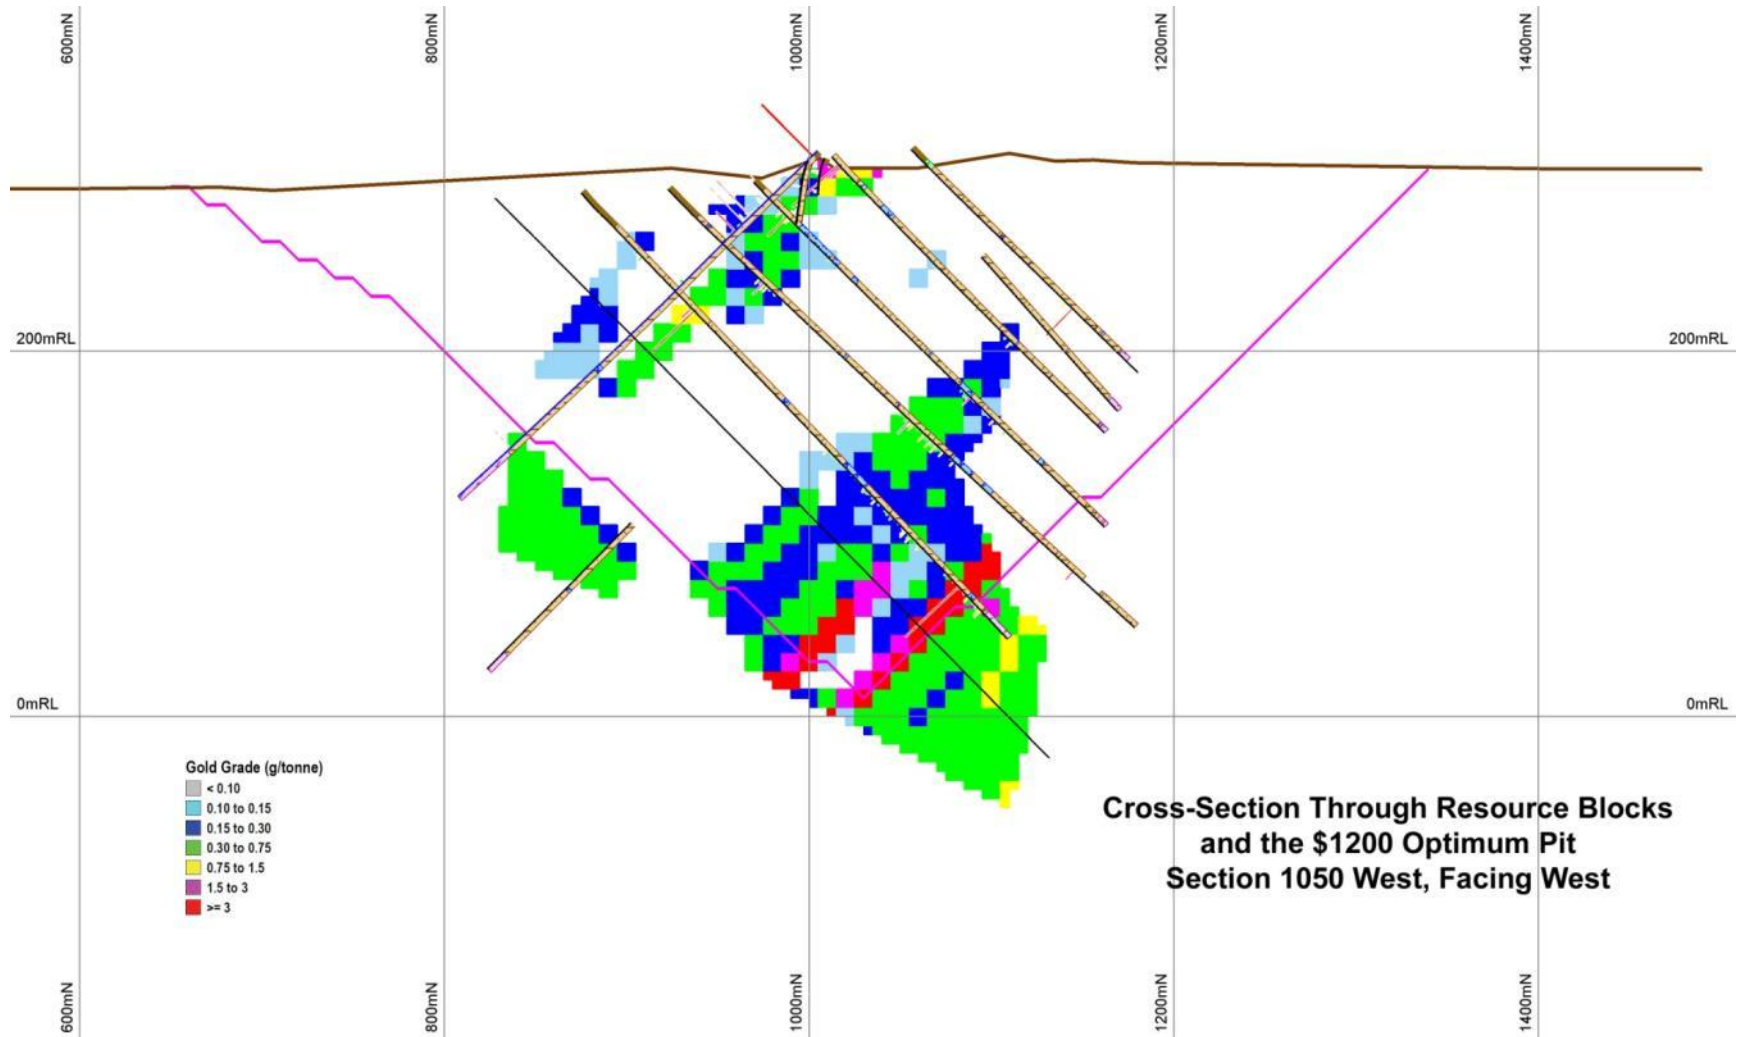 600mN
800mN
1000mN
1200mN
1400mN
200mRL
200mRL
0mRL
0mRL
Gold Grade (g/tonne)
< 0.10
0.10 to 0.15
0.15 to 0.30
0.30 to 0.75
0.75 to 1.5
1.5 to 3
>= 3
Cross-Section Through Resource Blocks
and the $1200 Optimum Pit
Section 1050 West, Facing West
600mN
800mN
1000mN
1200mN
1400mN